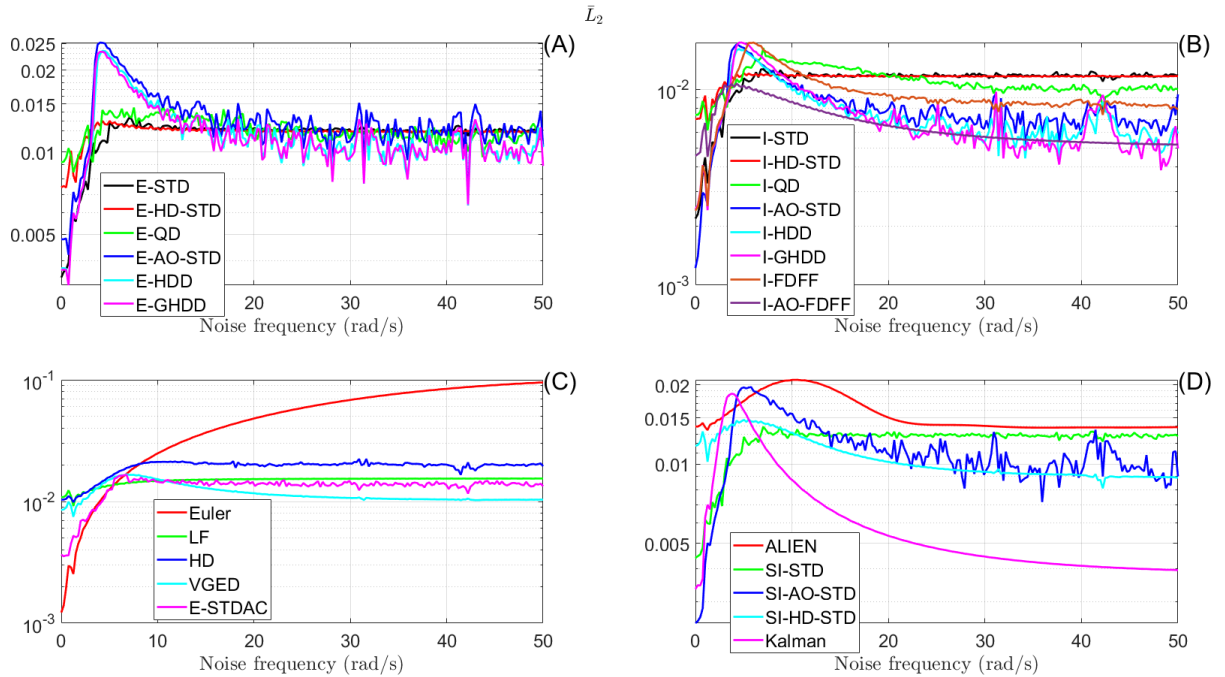 L̄₂
(A)
0.025
0.02
0.015
0.01
0.005
E-STD
E-HD-STD
E-QD
E-AO-STD
E-HDD
E-GHDD
0 10 20 30 40 50
Noise frequency (rad/s)
(B)
10⁻²
10⁻³
I-STD
I-HD-STD
I-QD
I-AO-STD
I-HDD
I-GHDD
I-FDFF
I-AO-FDFF
0 10 20 30 40 50
Noise frequency (rad/s)
(C)
10⁻¹
10⁻²
10⁻³
Euler
LF
HD
VGED
E-STDAC
0 10 20 30 40 50
Noise frequency (rad/s)
(D)
0.02
0.015
0.01
0.005
ALIEN
SI-STD
SI-AO-STD
SI-HD-STD
Kalman
0 10 20 30 40 50
Noise frequency (rad/s)